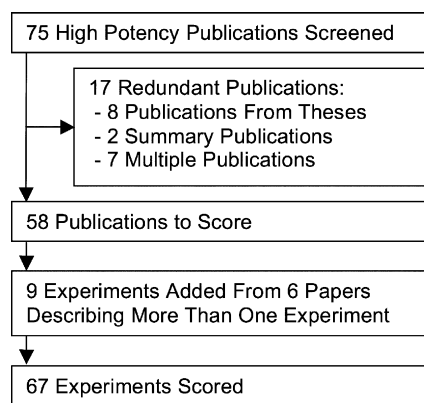 75 High Potency Publications Screened
17 Redundant Publications:
- 8 Publications From Theses
- 2 Summary Publications
- 7 Multiple Publications
58 Publications to Score
9 Experiments Added From 6 Papers
Describing More Than One Experiment
67 Experiments Scored